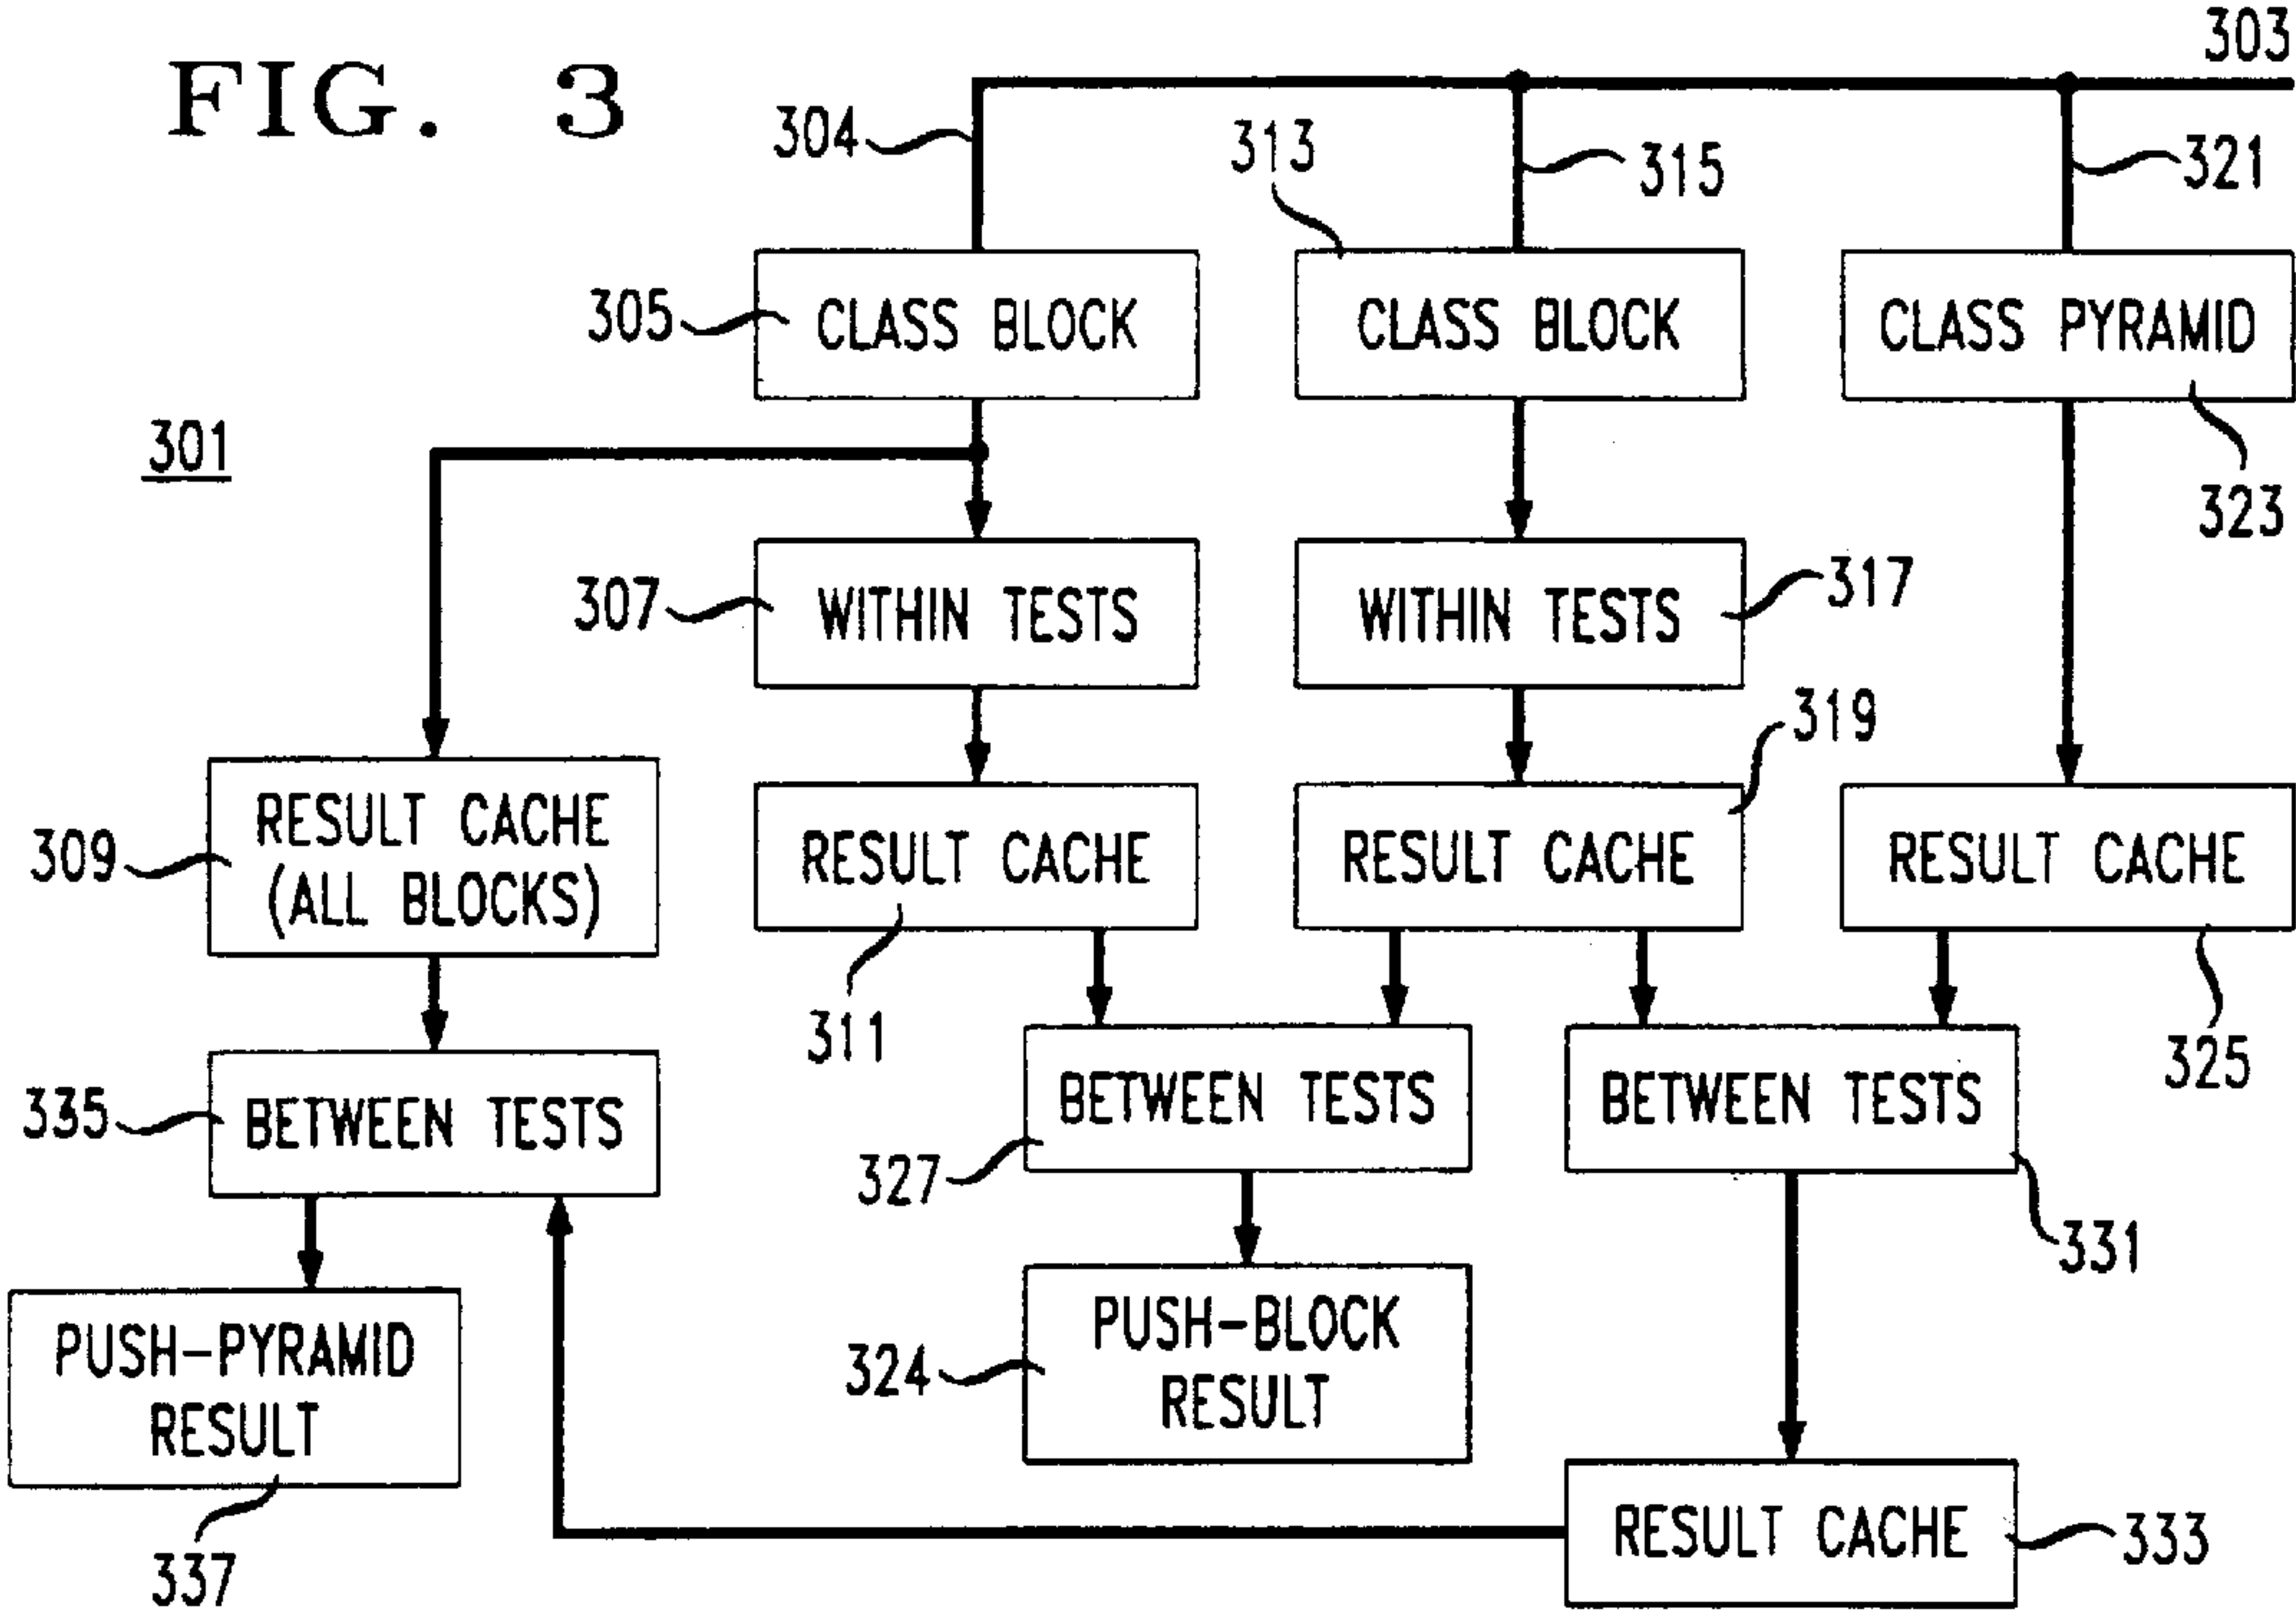 FIG. 3
303
304
313
315
321
305
CLASS BLOCK
CLASS BLOCK
CLASS PYRAMID
301
323
307
WITHIN TESTS
WITHIN TESTS
317
319
309
RESULT CACHE
(ALL BLOCKS)
RESULT CACHE
RESULT CACHE
RESULT CACHE
311
325
335
BETWEEN TESTS
BETWEEN TESTS
BETWEEN TESTS
327
331
PUSH-PYRAMID
RESULT
324
PUSH-BLOCK
RESULT
337
RESULT CACHE
333